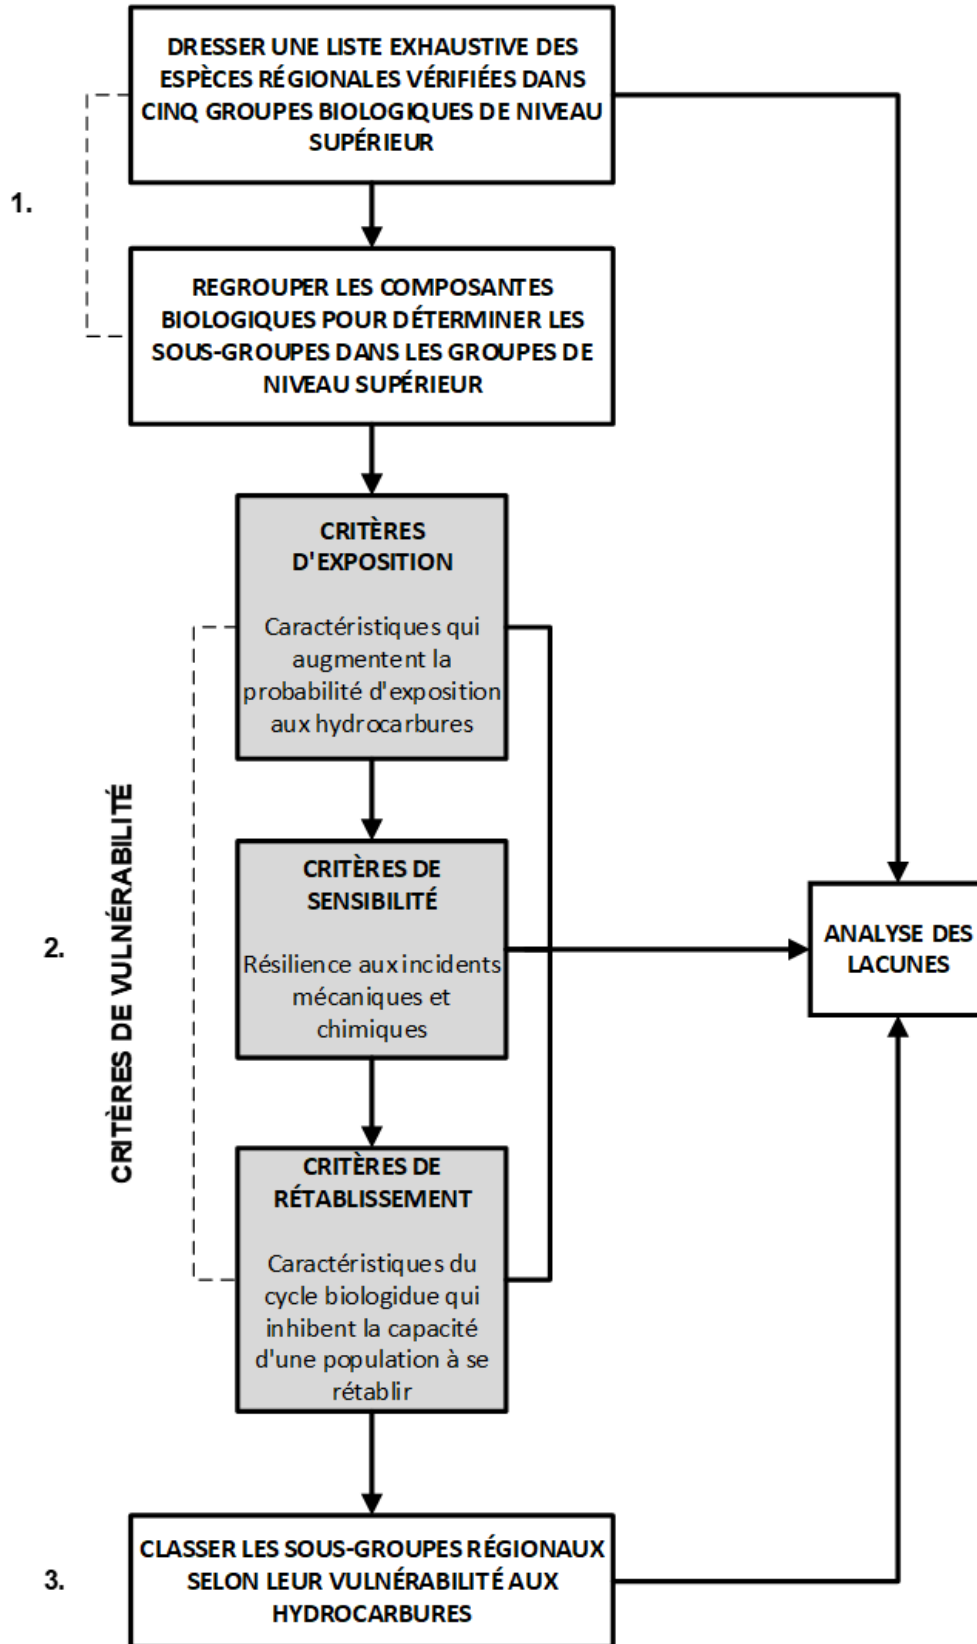 DRESSER UNE LISTE EXHAUSTIVE DES
ESPÈCES RÉGIONALES VÉRIFIÉES DANS
CINQ GROUPES BIOLOGIQUES DE NIVEAU
SUPÉRIEUR
1.
REGROUPER LES COMPOSANTES
BIOLOGIQUES POUR DÉTERMINER LES
SOUS-GROUPES DANS LES GROUPES DE
NIVEAU SUPÉRIEUR
CRITÈRES
D'EXPOSITION
Caractéristiques qui
augmentent la
probabilité d'exposition
aux hydrocarbures
CRITÈRES DE VULNÉRABILITÉ
2.
CRITÈRES DE
SENSIBILITÉ
Résilience aux incidents
mécaniques et
chimiques
ANALYSE DES
LACUNES
CRITÈRES DE
RÉTABLISSEMENT
Caractéristiques du
cycle biologidue qui
inhibent la capacité
d'une population à se
rétablir
3.
CLASSER LES SOUS-GROUPES RÉGIONAUX
SELON LEUR VULNÉRABILITÉ AUX
HYDROCARBURES